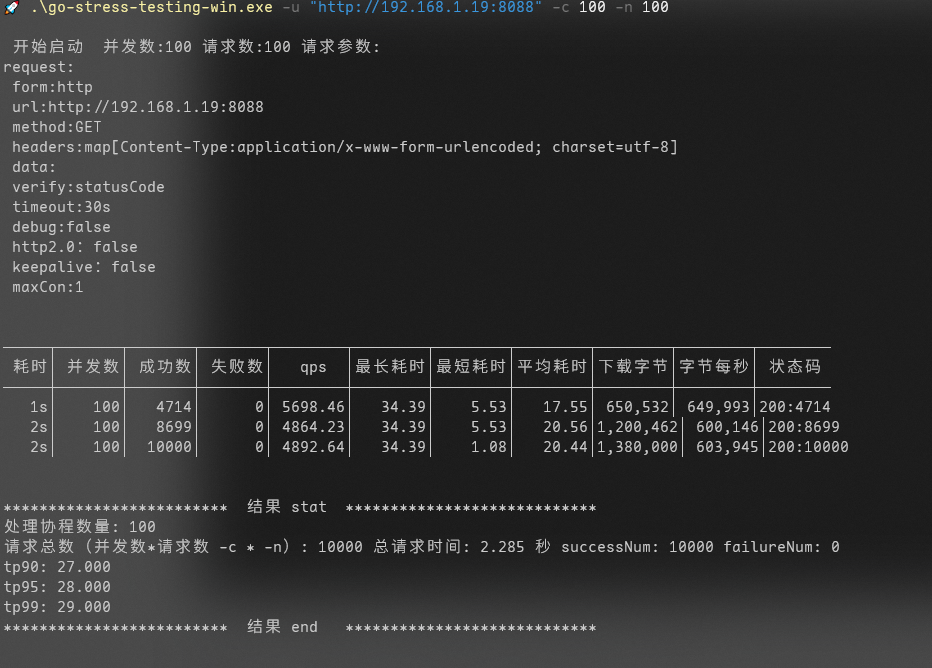 .\go-stress-testing-win.exe -u "http://192.168.1.19:8088" -c 100 -n 100
开始启动 并发数:100 请求数:100 请求参数:
request:
form:http
url:http://192.168.1.19:8088
method:GET
headers:map[Content-Type:application/x-www-form-urlencoded; charset=utf-8]
data:
verify:statusCode
timeout:30s
debug:false
http2.0: false
keepalive: false
maxCon:1
耗时│ 并发数│ 成功数│ 失败数│ qps │最长耗时│最短耗时│平均耗时│下载字节│字节每秒│ 状态码
1s│ 100│ 4714│ 0│ 5698.46│ 34.39│ 5.53│ 17.55│ 650,532│ 649,993│200:4714
2s│ 100│ 8699│ 0│ 4864.23│ 34.39│ 5.53│ 20.56│1,200,462│ 600,146│200:8699
2s│ 100│ 10000│ 0│ 4892.64│ 34.39│ 1.08│ 20.44│1,380,000│ 603,945│200:10000
************************* 结果 stat ****************************
处理协程数量: 100
请求总数（并发数*请求数 -c * -n）: 10000 总请求时间: 2.285 秒 successNum: 10000 failureNum: 0
tp90: 27.000
tp95: 28.000
tp99: 29.000
************************* 结果 end ****************************